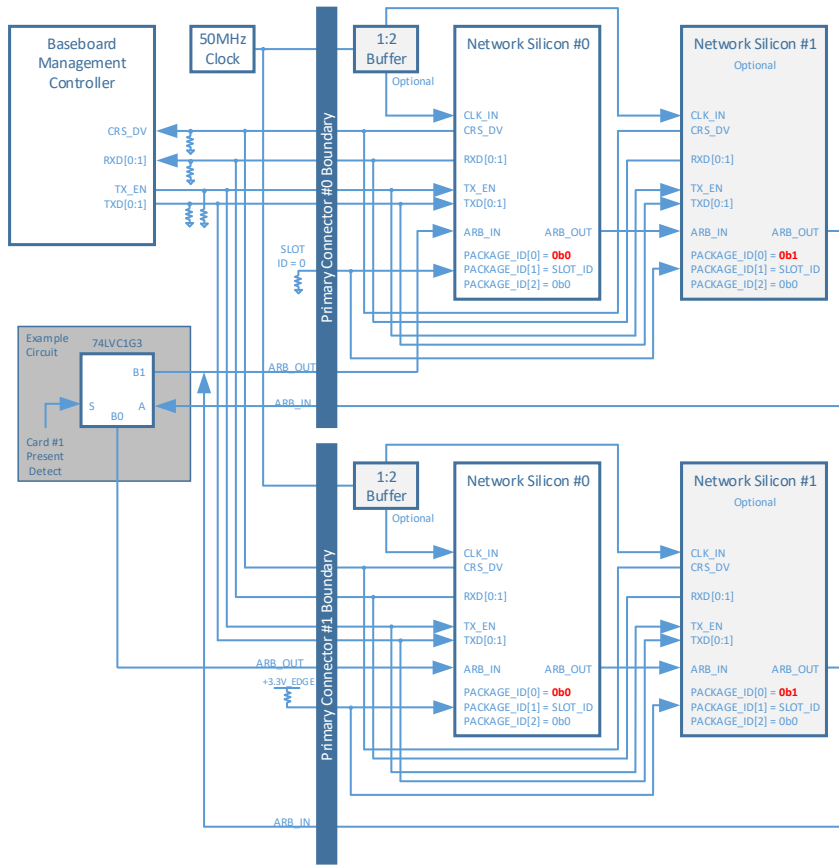 Baseboard
Management
Controller
CRS_DV
RXD[0:1]
TX_EN
TXD[0:1]
50MHz
Clock
1:2
Buffer
Optional
Network Silicon #0
CLK_IN
CRS_DV
RXD[0:1]
TX_EN
TXD[0:1]
ARB_IN
ARB_OUT
PACKAGE_ID[0] = 0b0
PACKAGE_ID[1] = SLOT_ID
PACKAGE_ID[2] = 0b0
Network Silicon #1
Optional
CLK_IN
CRS_DV
RXD[0:1]
TX_EN
TXD[0:1]
ARB_IN
ARB_OUT
PACKAGE_ID[0] = 0b1
PACKAGE_ID[1] = SLOT_ID
PACKAGE_ID[2] = 0b0
Primary Connector #0 Boundary
SLOT
ID = 0
Example
Circuit
74LVC1G3
B1
S
A
B0
Card #1
Present
Detect
ARB_OUT
ARB_IN
Primary Connector #1 Boundary
1:2
Buffer
Optional
Network Silicon #0
CLK_IN
CRS_DV
RXD[0:1]
TX_EN
TXD[0:1]
ARB_IN
ARB_OUT
PACKAGE_ID[0] = 0b0
PACKAGE_ID[1] = SLOT_ID
PACKAGE_ID[2] = 0b0
Network Silicon #1
Optional
CLK_IN
CRS_DV
RXD[0:1]
TX_EN
TXD[0:1]
ARB_IN
ARB_OUT
PACKAGE_ID[0] = 0b1
PACKAGE_ID[1] = SLOT_ID
PACKAGE_ID[2] = 0b0
ARB_OUT
+3.3V_EDGE
ARB_IN